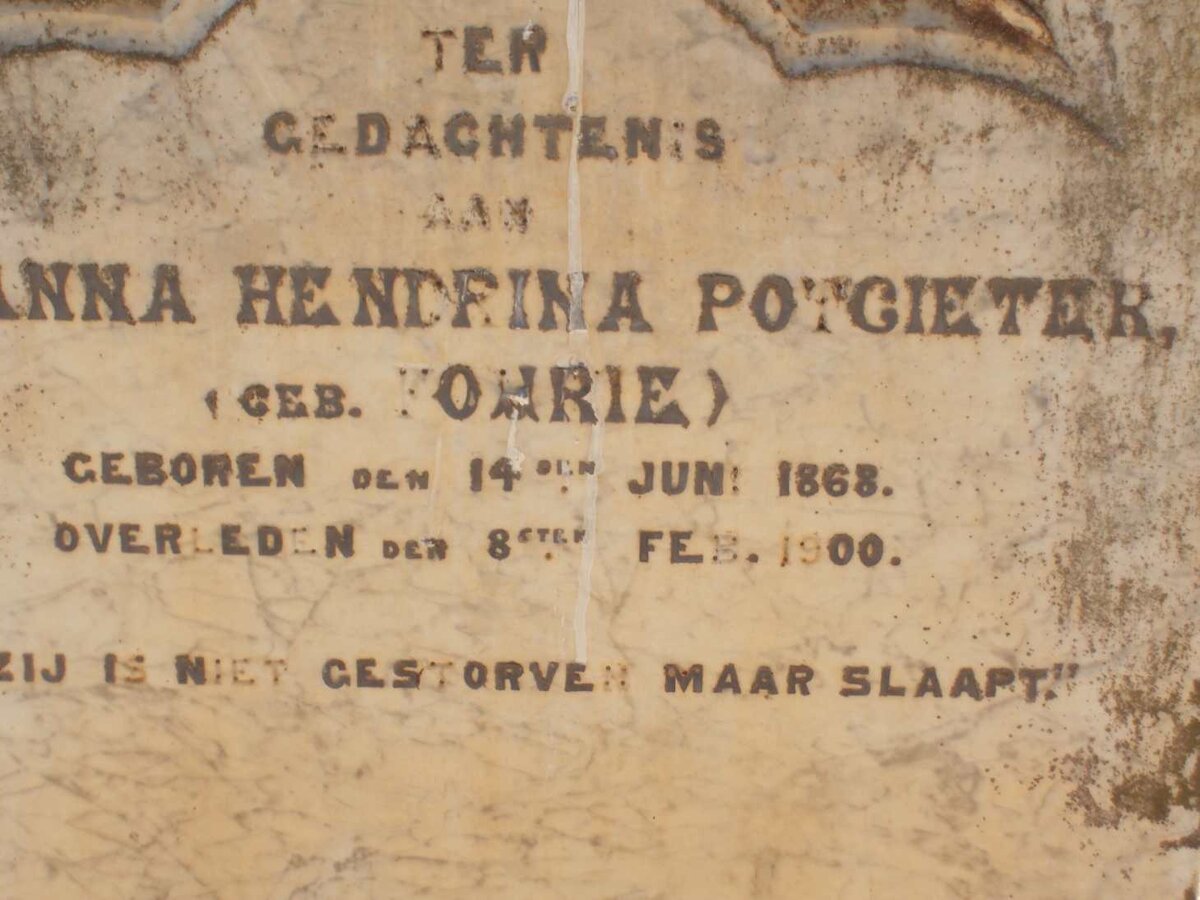 TER
GEDACHTENIS
AAN
ANNA HENDRINA POTGIETER,
(GEB. FOURIE)
GEBOREN DEN 14DEN JUNI 1868.
OVERLEDEN DEN 8STEN FEB. 1900.
ZIJ IS NIET GESTORVEN MAAR SLAAPT."